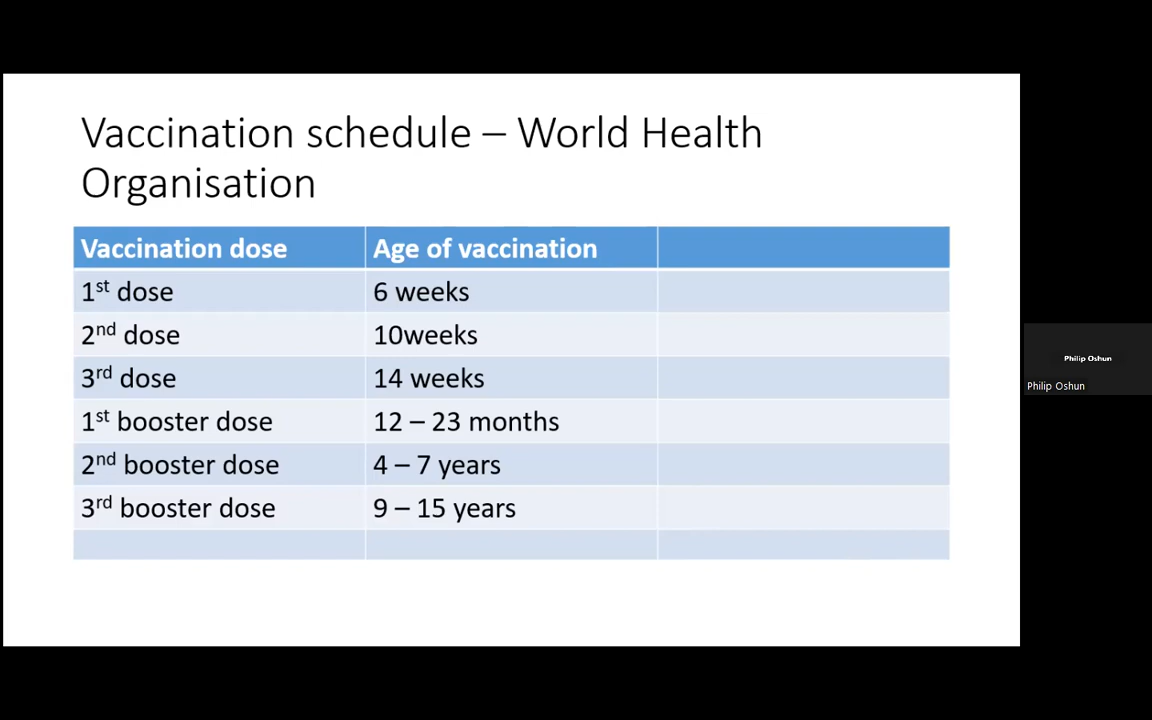 Vaccination schedule – World Health
Organisation
Vaccination dose Age of vaccination
1st dose 6 weeks
2nd dose 10weeks
3rd dose 14 weeks
1st booster dose 12 – 23 months
2nd booster dose 4 – 7 years
3rd booster dose 9 – 15 years
Philip Oshun
Philip Oshun